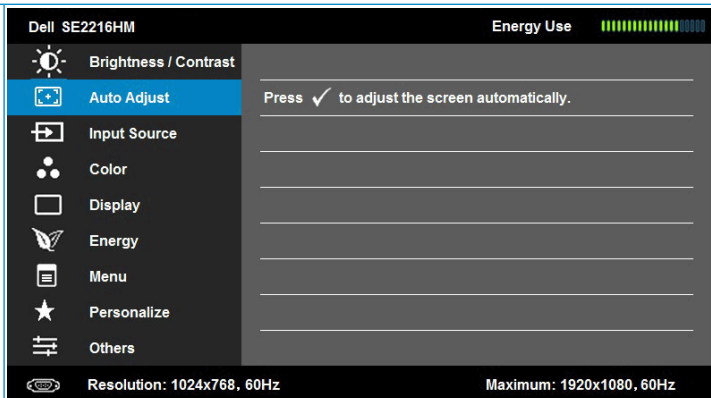 Dell SE2216HM Energy Use
Brightness / Contrast
Auto Adjust Press ✓ to adjust the screen automatically.
Input Source
Color
Display
Energy
Menu
Personalize
Others
Resolution: 1024x768, 60Hz Maximum: 1920x1080, 60Hz